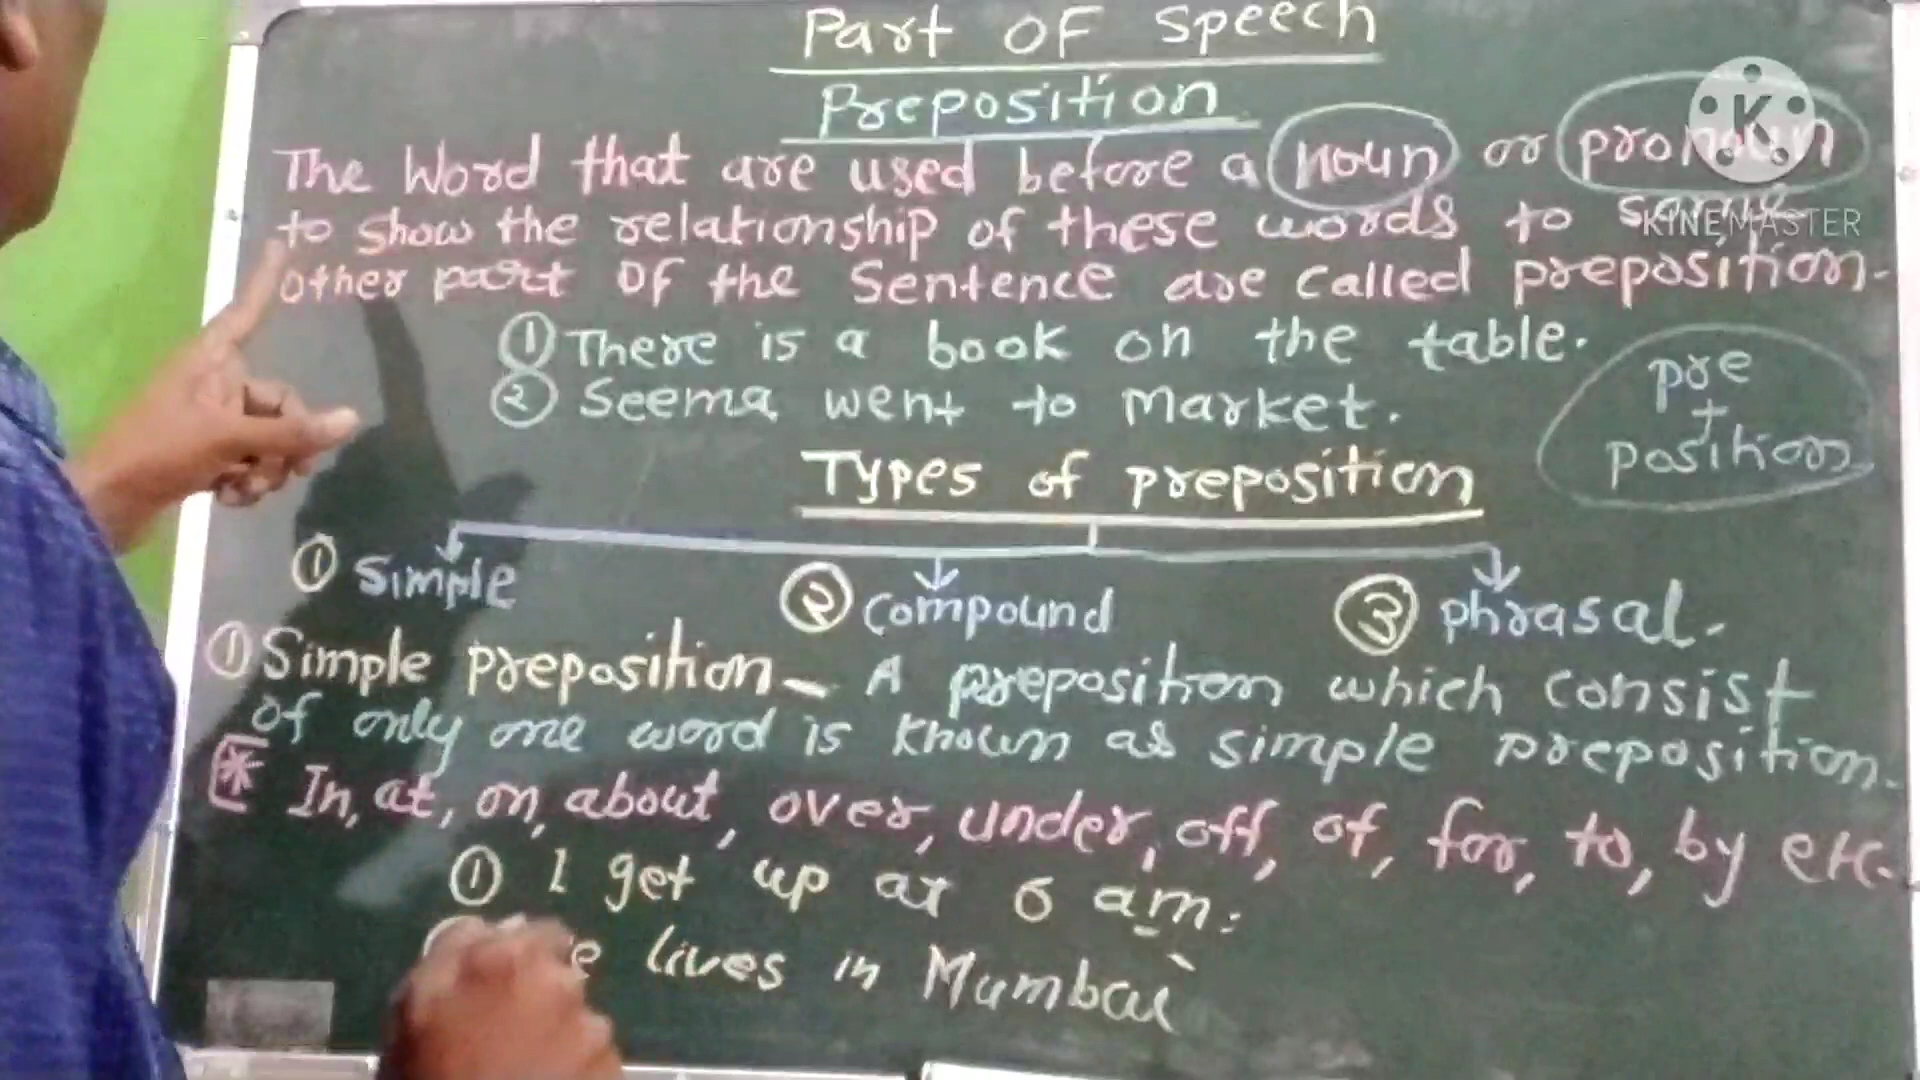 Part OF Speech
Preposition
The Word that are used before a noun or pronoun
to show the relationship of these words to some
other part OF the Sentence are called preposition.
① There is a book on the table.
② Seema went to Market.
pre
+
position
Types of preposition
① Simple ② Compound ③ phrasal.
① Simple preposition - A preposition which consist
of only one word is known as simple preposition.
* In, at, on, about, over, under, off, of, for, to, by etc.
① I get up at 6 am.
lives in Mumbai
K
KINEMASTER